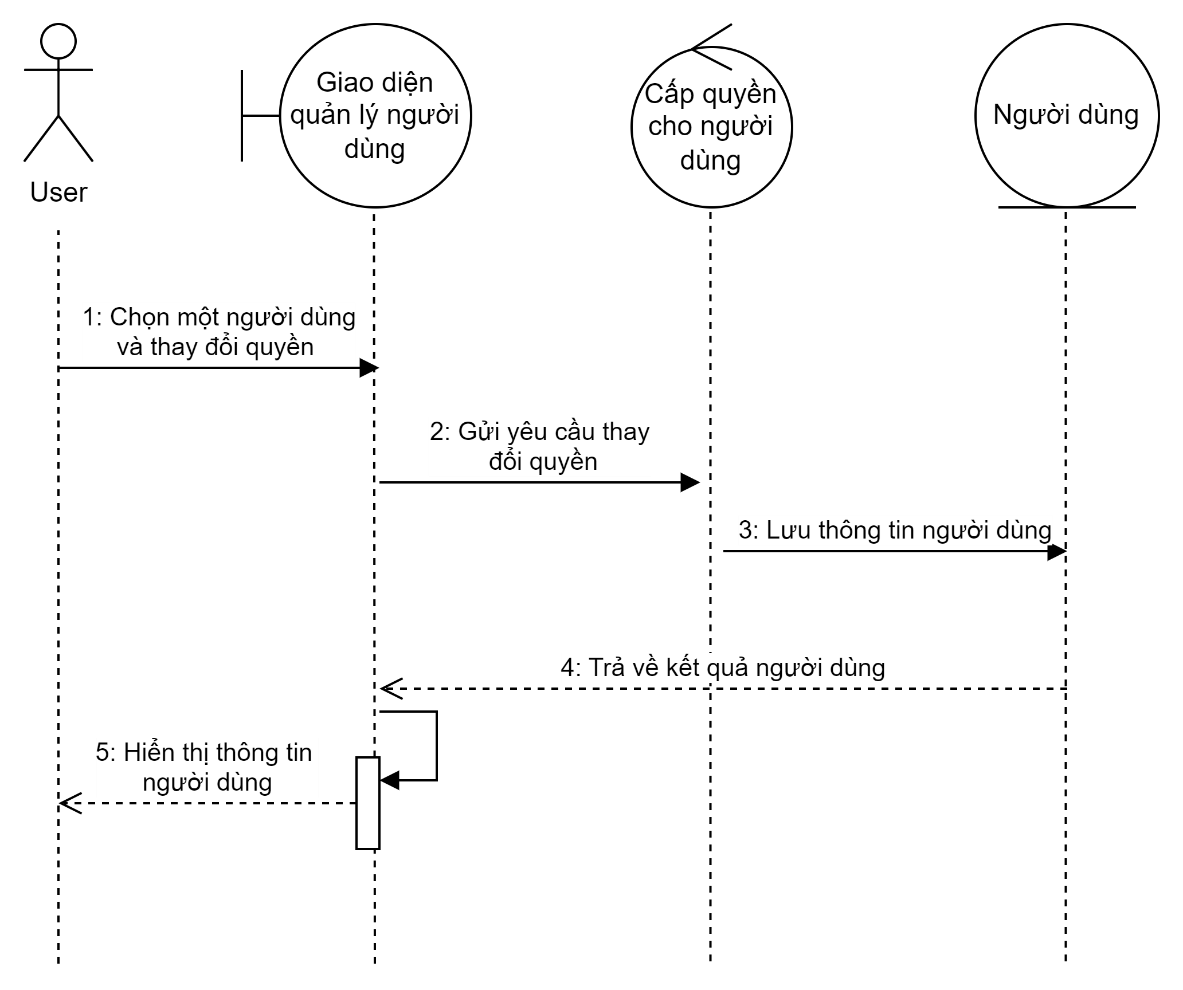 Giao diện
quản lý người
dùng
Cấp quyền
cho người
dùng
Người dùng
User
1: Chọn một người dùng
và thay đổi quyền
2: Gửi yêu cầu thay
đổi quyền
3: Lưu thông tin người dùng
4: Trả về kết quả người dùng
5: Hiển thị thông tin
người dùng